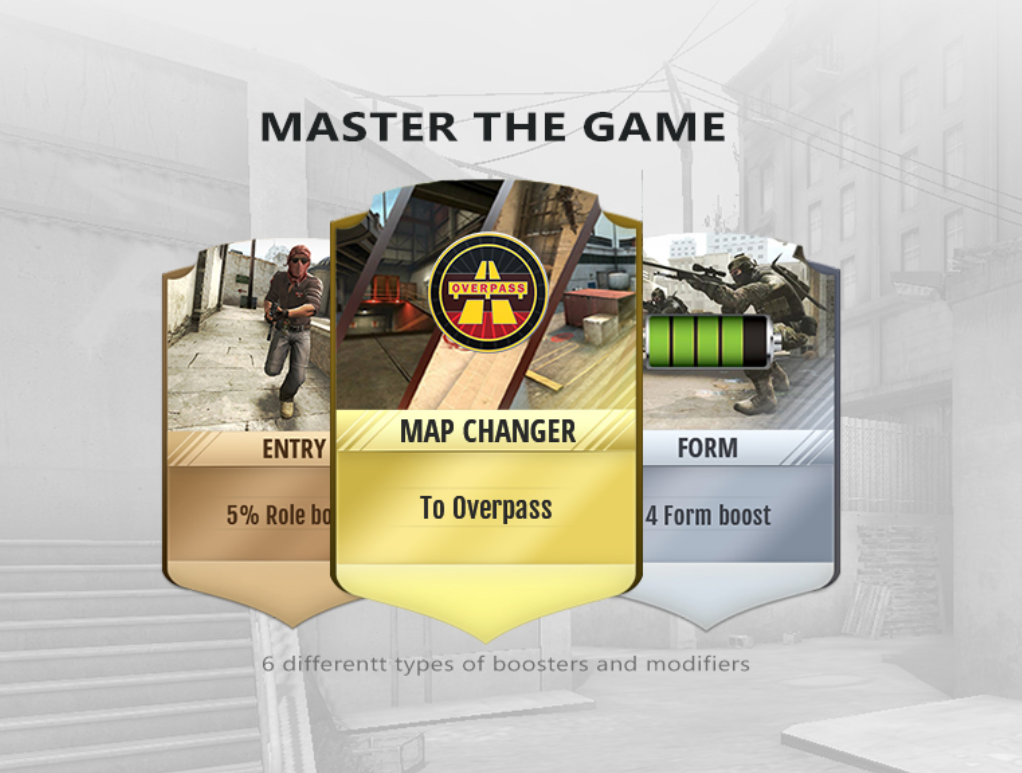 MASTER THE GAME
OVERPASS
ENTRY
5% Role bo
MAP CHANGER
To Overpass
FORM
4 Form boost
6 differentt types of boosters and modifiers